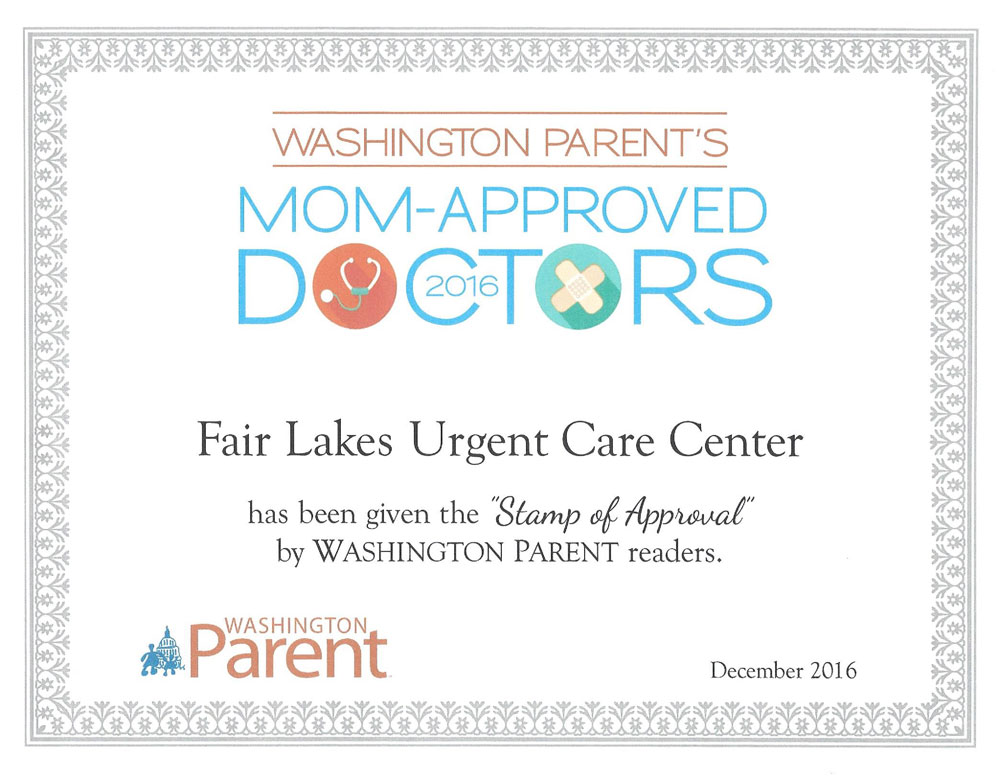 WASHINGTON PARENT'S
MOM-APPROVED
DOCTORS
2016
Fair Lakes Urgent Care Center
has been given the "Stamp of Approval"
by WASHINGTON PARENT readers.
WASHINGTON
Parent
December 2016